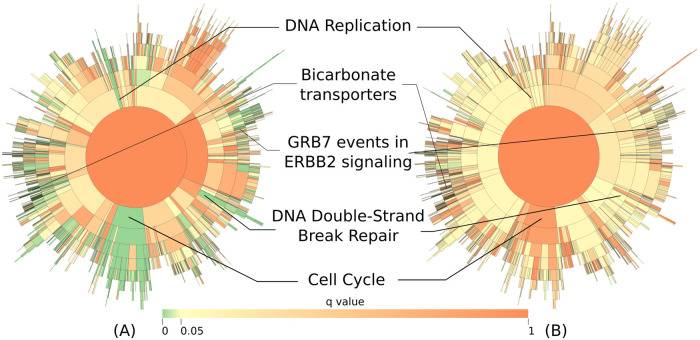 DNA Replication
Bicarbonate
transporters
GRB7 events in
ERBB2 signaling
DNA Double-Strand
Break Repair
Cell Cycle
q value
(A)
0
0.05
1
(B)